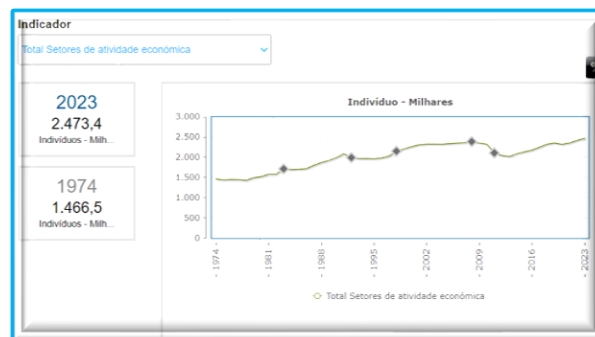 Indicador
Total Setores de atividade económica
2023
2.473,4
Indivíduos - Milh...
1974
1.466,5
Indivíduos - Milh...
Indivíduo - Milhares
3.000
2.500
2.000
1.500
1.000
500
0
- 1974
- 1981
- 1988
- 1995
- 2002
- 2009
- 2016
- 2023 -
Total Setores de atividade económica